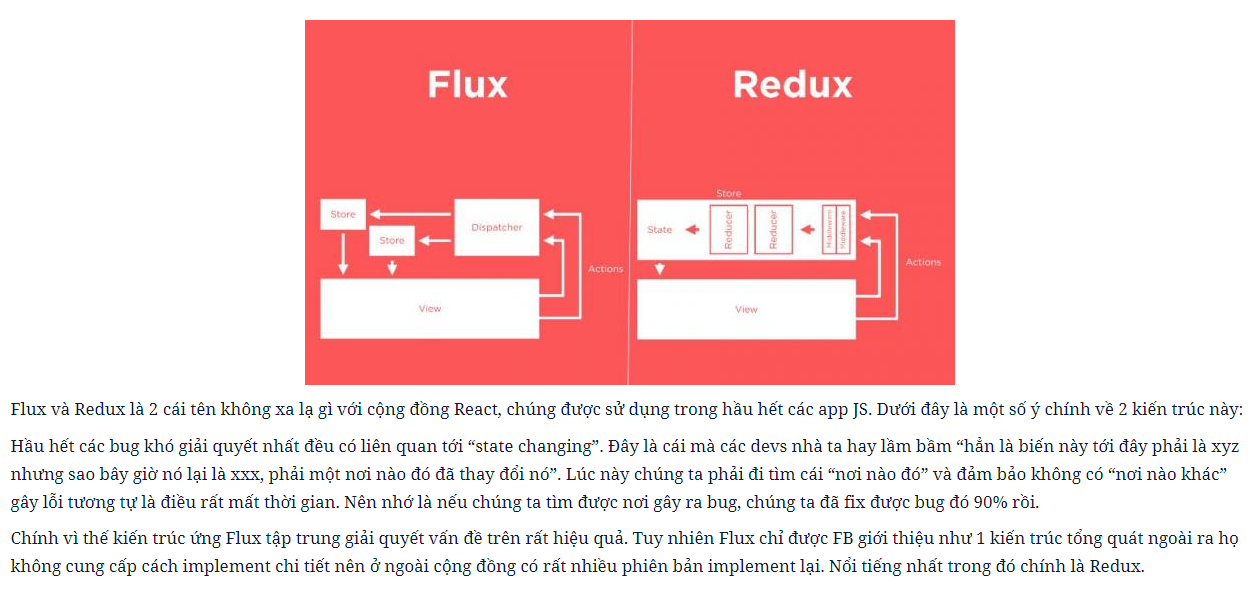 Flux
Redux
Store
Store
Dispatcher
Actions
View
Store
State
Reducer
Reducer
Middleware
Middleware
Actions
View
Flux và Redux là 2 cái tên không xa lạ gì với cộng đồng React, chúng được sử dụng trong hầu hết các app JS. Dưới đây là một số ý chính về 2 kiến trúc này:
Hầu hết các bug khó giải quyết nhất đều có liên quan tới “state changing”. Đây là cái mà các devs nhà ta hay lầm bầm “hẳn là biến này tới đây phải là xyz
nhưng sao bây giờ nó lại là xxx, phải một nơi nào đó đã thay đổi nó”. Lúc này chúng ta phải đi tìm cái “nơi nào đó” và đảm bảo không có “nơi nào khác”
gây lỗi tương tự là điều rất mất thời gian. Nên nhớ là nếu chúng ta tìm được nơi gây ra bug, chúng ta đã fix được bug đó 90% rồi.
Chính vì thế kiến trúc ứng Flux tập trung giải quyết vấn đề trên rất hiệu quả. Tuy nhiên Flux chỉ được FB giới thiệu như 1 kiến trúc tổng quát ngoài ra họ
không cung cấp cách implement chi tiết nên ở ngoài cộng đồng có rất nhiều phiên bản implement lại. Nổi tiếng nhất trong đó chính là Redux.